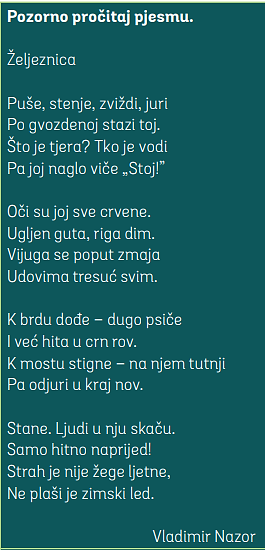 Pozorno pročitaj pjesmu.
Željeznica
Puše, stenje, zviždi, juri
Po gvozdenoj stazi toj.
Što je tjera? Tko je vodi
Pa joj naglo viče „Stoj!”
Oči su joj sve crvene.
Ugljen guta, riga dim.
Vijuga se poput zmaja
Udovima tresuć svim.
K brdu dođe – dugo psiče
I već hita u crn rov.
K mostu stigne – na njem tutnji
Pa odjuri u kraj nov.
Stane. Ljudi u nju skaču.
Samo hitno naprijed!
Strah je nije žege ljetne,
Ne plaši je zimski led.
Vladimir Nazor